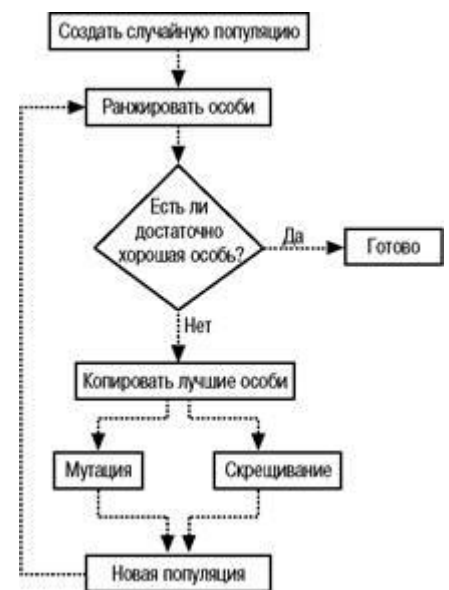 Создать случайную популяцию
Ранжировать особи
Есть ли
достаточно
хорошая особь?
Да
Готово
Нет
Копировать лучшие особи
Мутация
Скрещивание
Новая популяция